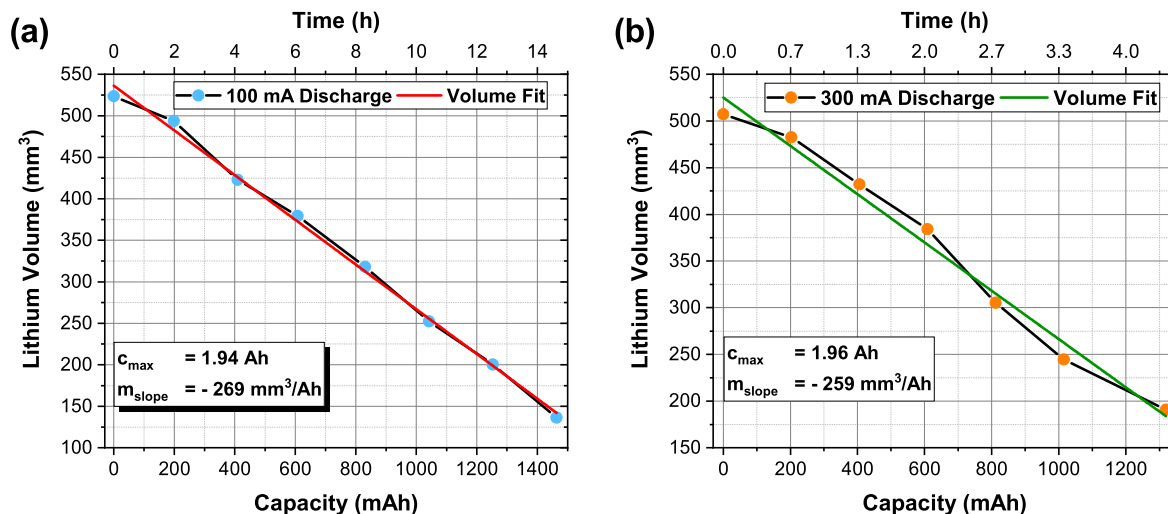 (a)
Time (h)
0 2 4 6 8 10 12 14
550
500
450
400
350
300
250
200
150
100
Lithium Volume (mm³)
100 mA Discharge Volume Fit
c_max = 1.94 Ah
m_slope = - 269 mm³/Ah
0 200 400 600 800 1000 1200 1400
Capacity (mAh)
(b)
Time (h)
0.0 0.7 1.3 2.0 2.7 3.3 4.0
550
500
450
400
350
300
250
200
150
Lithium Volume (mm³)
300 mA Discharge Volume Fit
c_max = 1.96 Ah
m_slope = - 259 mm³/Ah
0 200 400 600 800 1000 1200
Capacity (mAh)